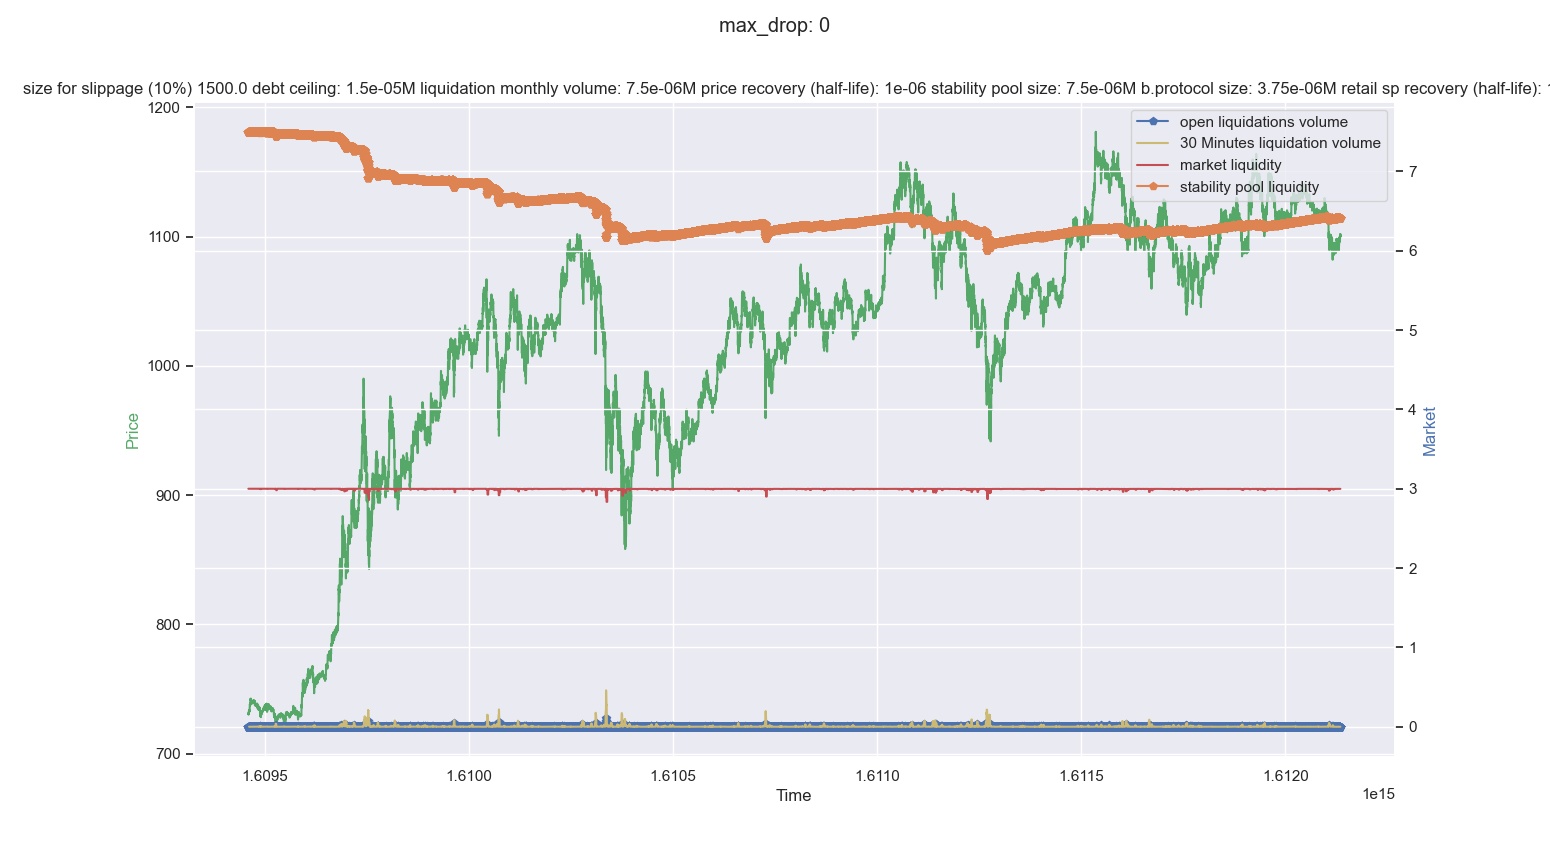 max_drop: 0
size for slippage (10%) 1500.0 debt ceiling: 1.5e-05M liquidation monthly volume: 7.5e-06M price recovery (half-life): 1e-06 stability pool size: 7.5e-06M b.protocol size: 3.75e-06M retail sp recovery (half-life):
open liquidations volume
30 Minutes liquidation volume
market liquidity
stability pool liquidity
1200
1100
1000
900
800
700
Price
7
6
5
4
3
2
1
0
Market
1.6095
1.6100
1.6105
1.6110
1.6115
1.6120
1e15
Time